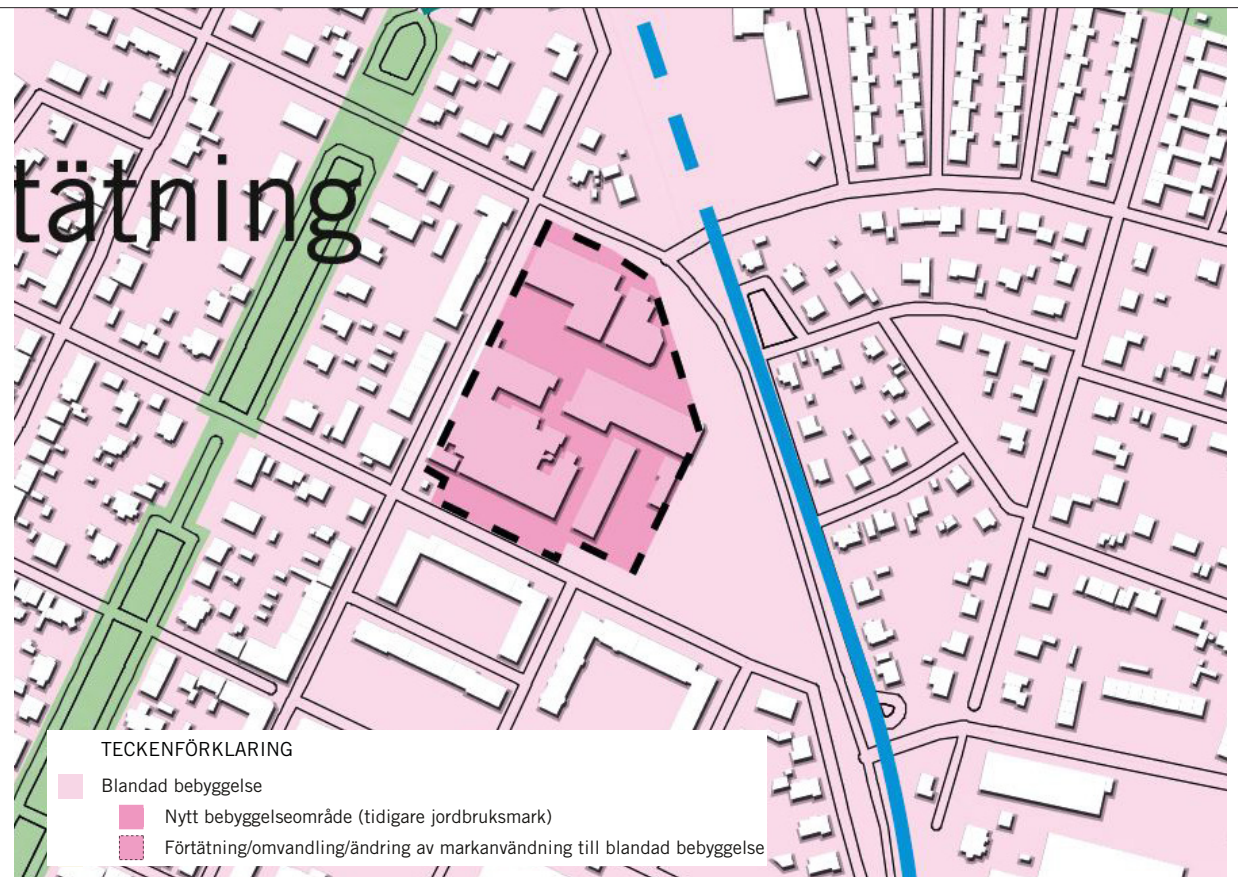 tätning
TECKENFÖRKLARING
Blandad bebyggelse
Nytt bebyggelseområde (tidigare jordbruksmark)
Förtätning/omvandling/ändring av markanvändning till blandad bebyggelse